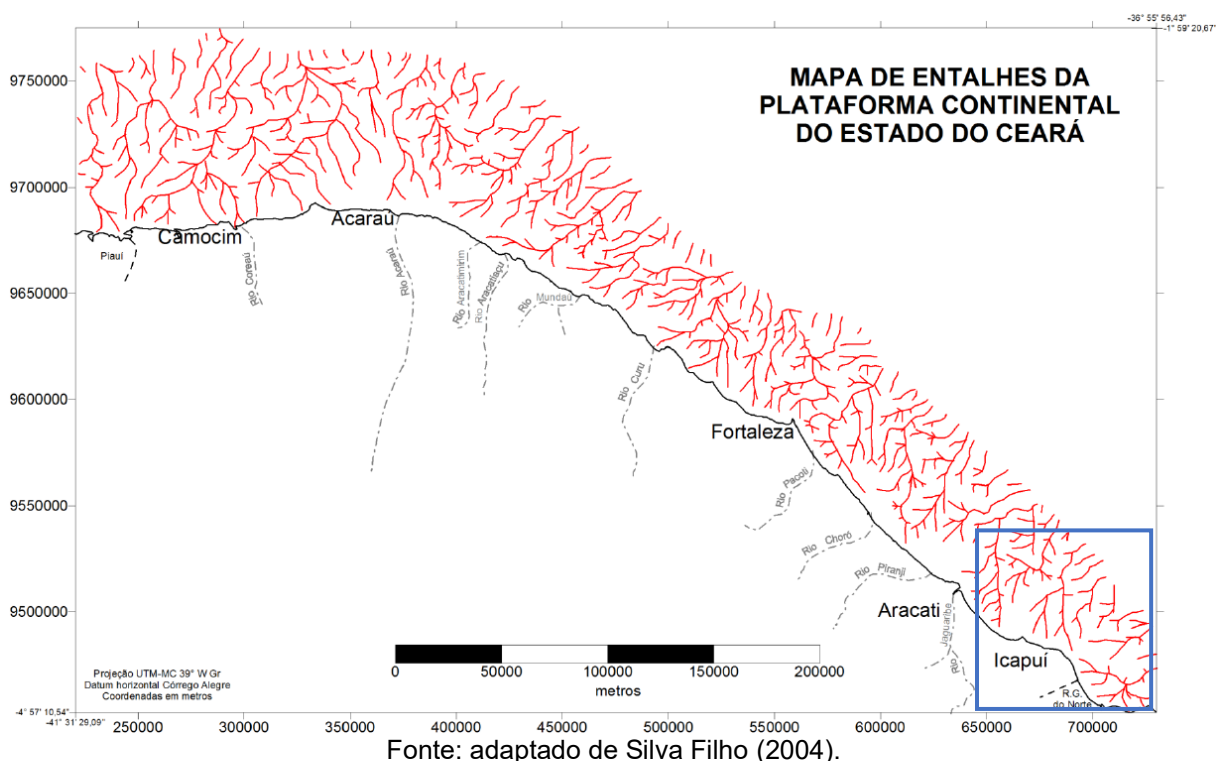 -36° 55' 56,43"
-1° 59' 20,67"
MAPA DE ENTALHES DA
PLATAFORMA CONTINENTAL
DO ESTADO DO CEARÁ
9750000
9700000
9650000
9600000
9550000
9500000
Acaraú
Camocim
Piauí
Rio Coreaú
Rio Acaraú
Rio Aracatimirim
Rio Aracatiaçu
Rio Mundaú
Rio Curu
Fortaleza
Rio Pacoti
Rio Choró
Rio Piranji
Aracati
Rio Jaguaribe
Icapuí
R.G.
do Norte
0 50000 100000 150000 200000
metros
Projeção UTM-MC 39° W Gr
Datum horizontal Córrego Alegre
Coordenadas em metros
-4° 57' 10,54"
-41° 31' 29,09"
250000 300000 350000 400000 450000 500000 550000 600000 650000 700000
Fonte: adaptado de Silva Filho (2004).